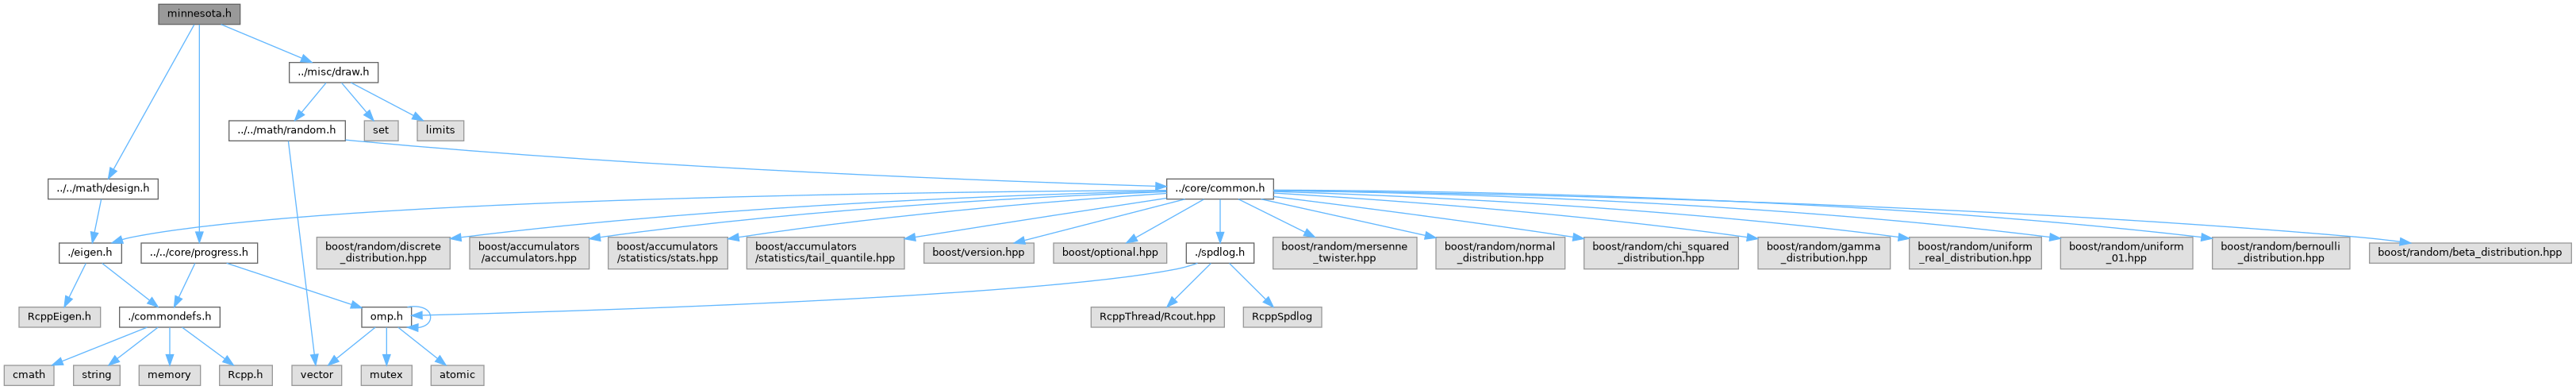 minnesota.h
../misc/draw.h
../../math/random.h
set
limits
../../math/design.h
../core/common.h
./eigen.h
../../core/progress.h
boost/random/discrete
_distribution.hpp
boost/accumulators
/accumulators.hpp
boost/accumulators
/statistics/stats.hpp
boost/accumulators
/statistics/tail_quantile.hpp
boost/version.hpp
boost/optional.hpp
./spdlog.h
boost/random/mersenne
_twister.hpp
boost/random/normal
_distribution.hpp
boost/random/chi_squared
_distribution.hpp
boost/random/gamma
_distribution.hpp
boost/random/uniform
_real_distribution.hpp
boost/random/uniform
_01.hpp
boost/random/bernoulli
_distribution.hpp
boost/random/beta_distribution.hpp
RcppEigen.h
./commondefs.h
omp.h
RcppThread/Rcout.hpp
RcppSpdlog
cmath
string
memory
Rcpp.h
vector
mutex
atomic